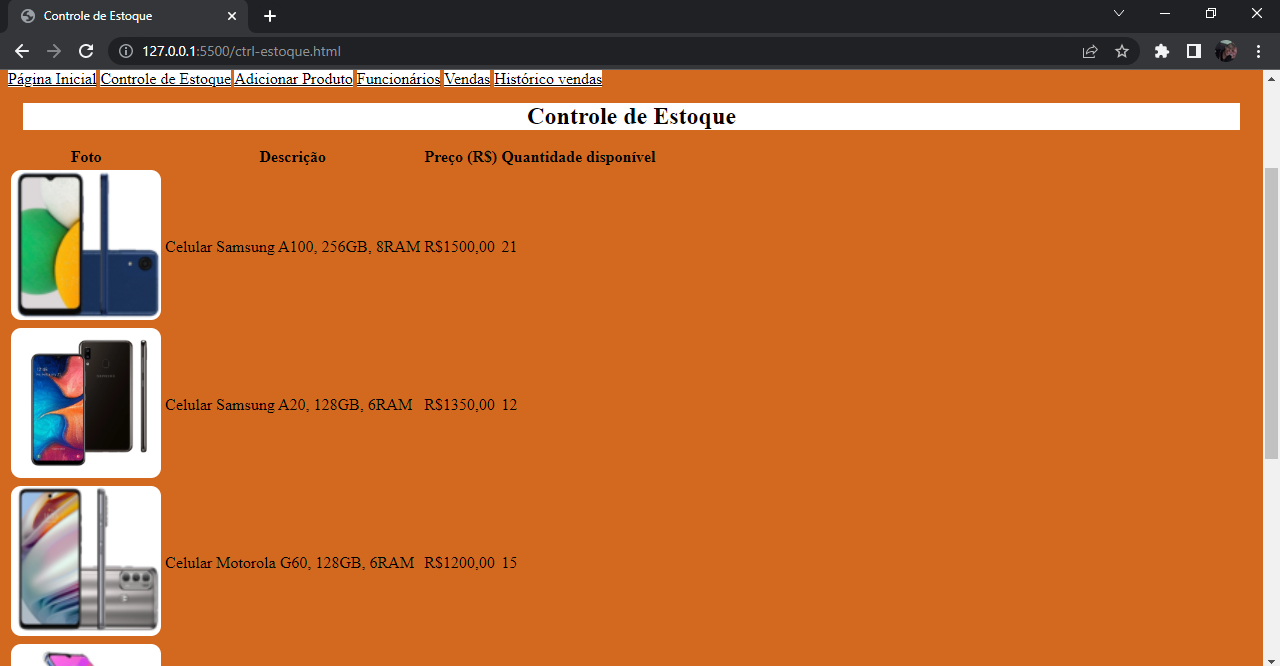 Controle de Estoque
127.0.0.1:5500/ctrl-estoque.html
Página Inicial Controle de Estoque Adicionar Produto Funcionários Vendas Histórico vendas
Controle de Estoque
Foto Descrição Preço (R$) Quantidade disponível
Celular Samsung A100, 256GB, 8RAM R$1500,00 21
Celular Samsung A20, 128GB, 6RAM R$1350,00 12
Celular Motorola G60, 128GB, 6RAM R$1200,00 15